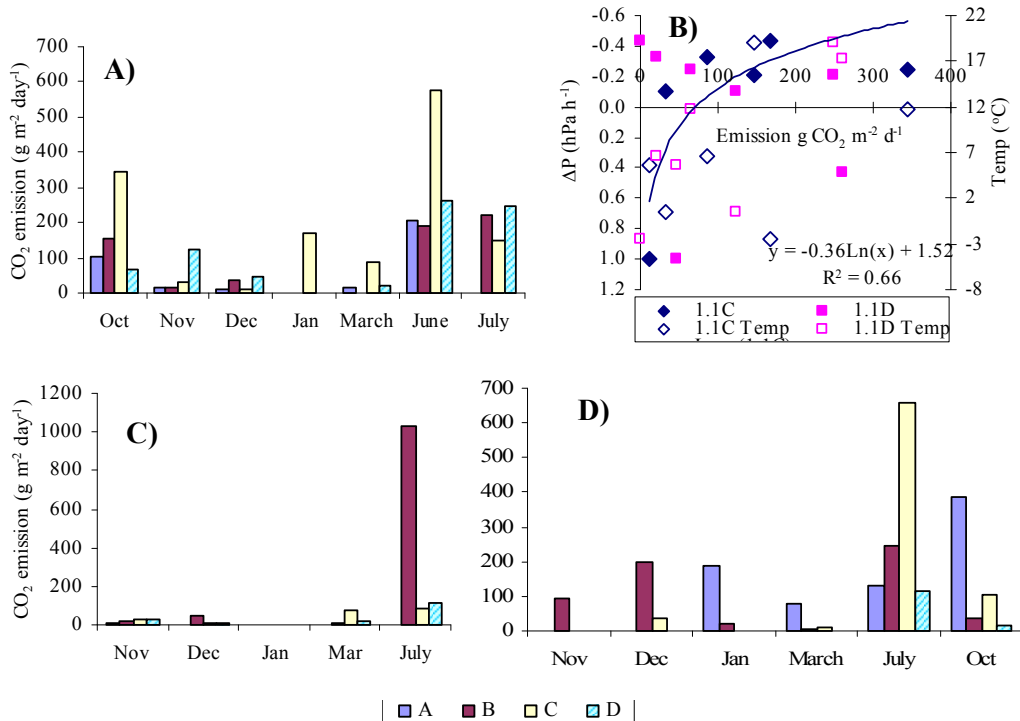 A)
CO2 emission (g m-2 day-1)
700
600
500
400
300
200
100
0
Oct Nov Dec Jan March June July
B)
ΔP (hPa h-1)
-0.6
-0.4
-0.2
0.0
0.2
0.4
0.6
0.8
1.0
1.2
0 100 200 300 400
Emission g CO2 m-2 d-1
22
17
12
7
2
-3
-8
Temp (°C)
y = -0.36Ln(x) + 1.52
R2 = 0.66
1.1C 1.1D
1.1C Temp 1.1D Temp
C)
CO2 emission (g m-2 day-1)
1200
1000
800
600
400
200
0
Nov Dec Jan Mar July
D)
700
600
500
400
300
200
100
0
Nov Dec Jan March July Oct
A B C D